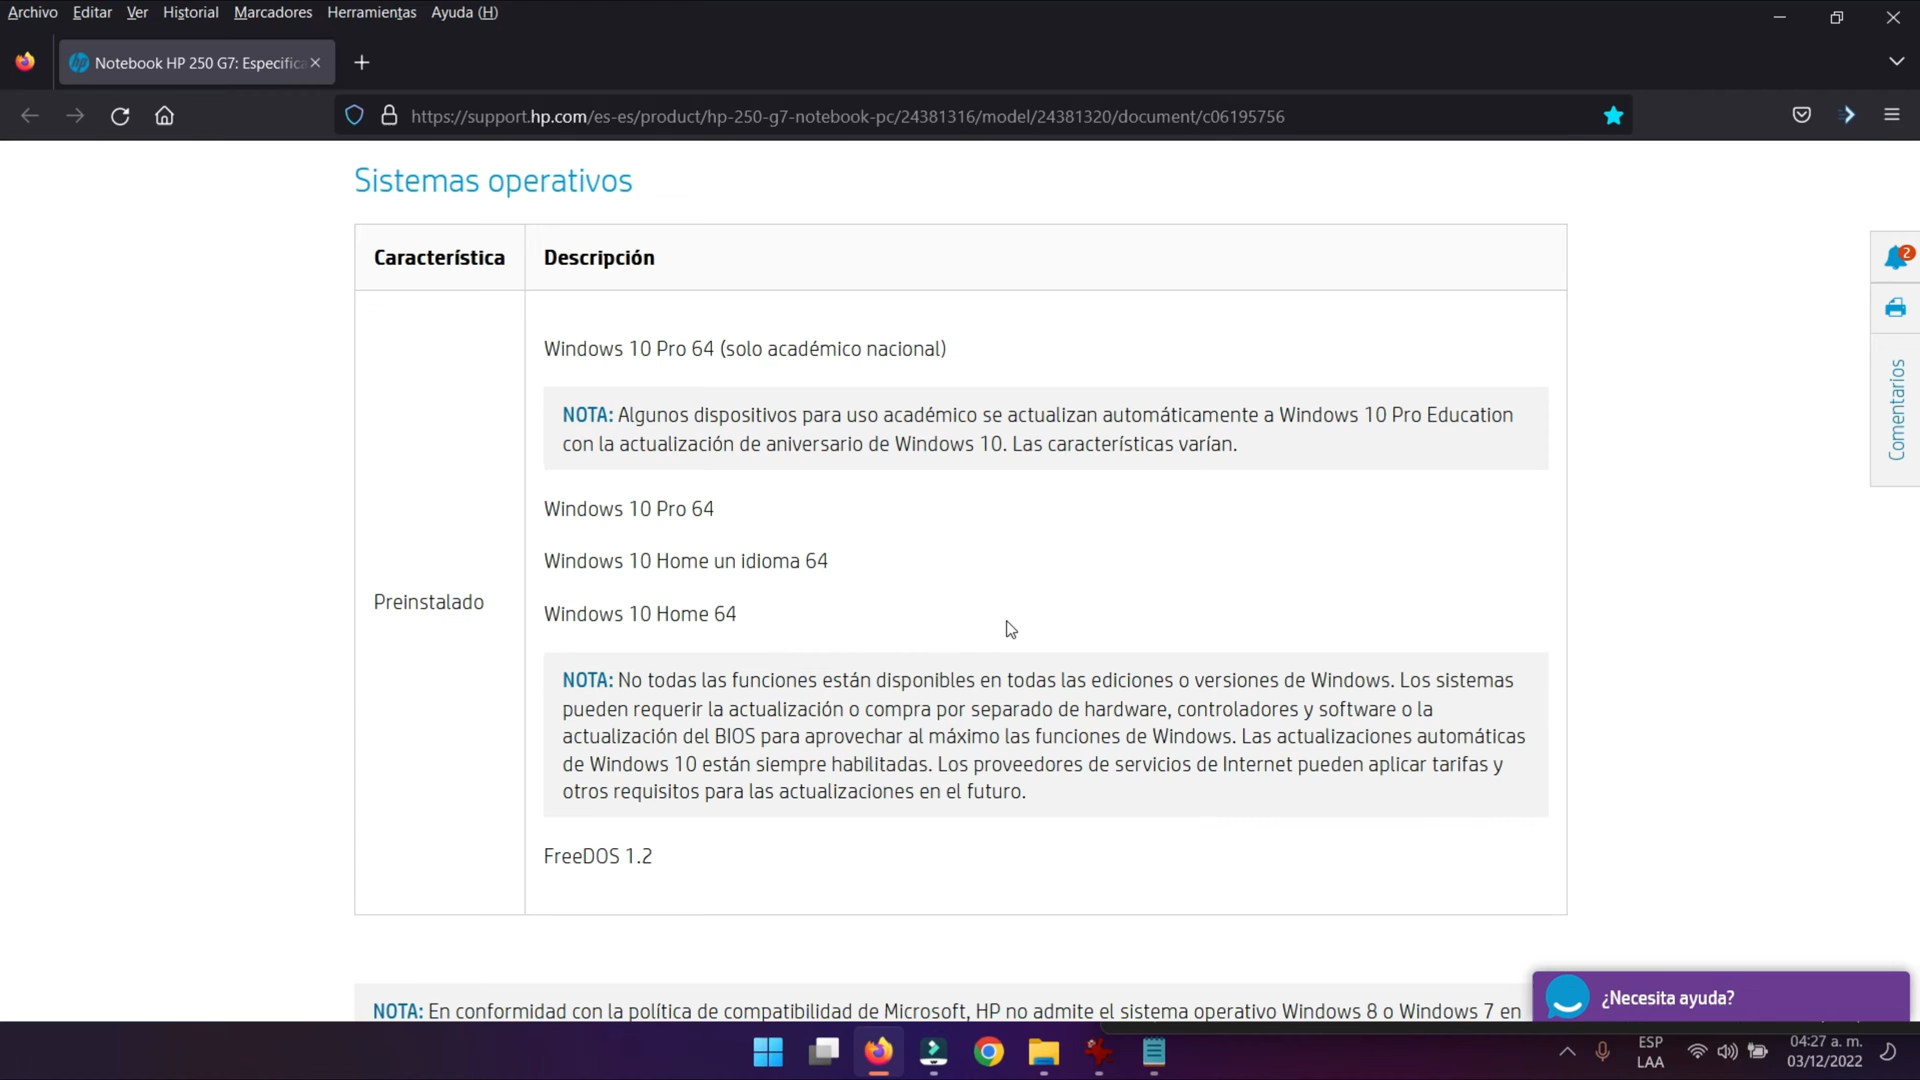 Archivo Editar Ver Historial Marcadores Herramientas Ayuda (H)
Notebook HP 250 G7: Especifica
https://support.hp.com/es-es/product/hp-250-g7-notebook-pc/24381316/model/24381320/document/c06195756
Sistemas operativos
Característica Descripción
Windows 10 Pro 64 (solo académico nacional)
NOTA: Algunos dispositivos para uso académico se actualizan automáticamente a Windows 10 Pro Education
con la actualización de aniversario de Windows 10. Las características varían.
Windows 10 Pro 64
Windows 10 Home un idioma 64
Preinstalado
Windows 10 Home 64
NOTA: No todas las funciones están disponibles en todas las ediciones o versiones de Windows. Los sistemas
pueden requerir la actualización o compra por separado de hardware, controladores y software o la
actualización del BIOS para aprovechar al máximo las funciones de Windows. Las actualizaciones automáticas
de Windows 10 están siempre habilitadas. Los proveedores de servicios de Internet pueden aplicar tarifas y
otros requisitos para las actualizaciones en el futuro.
FreeDOS 1.2
NOTA: En conformidad con la política de compatibilidad de Microsoft, HP no admite el sistema operativo Windows 8 o Windows 7 en
2
Comentarios
¿Necesita ayuda?
ESP
LAA
04:27 a. m.
03/12/2022